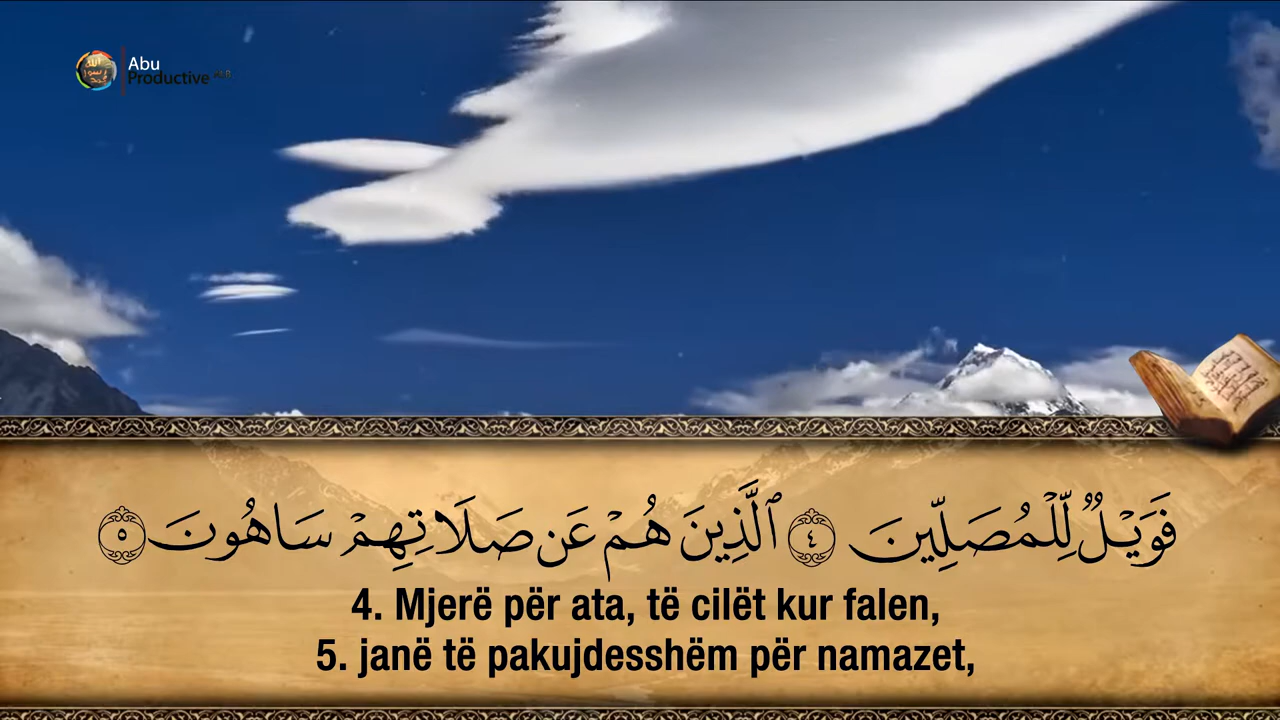 Abu
Productive
فَوَيْلٌ لِّلْمُصَلِّينَ ٤ ٱلَّذِينَ هُمْ عَن صَلَاتِهِمْ سَاهُونَ ٥
4. Mjerë për ata, të cilët kur falen,
5. janë të pakujdesshëm për namazet,